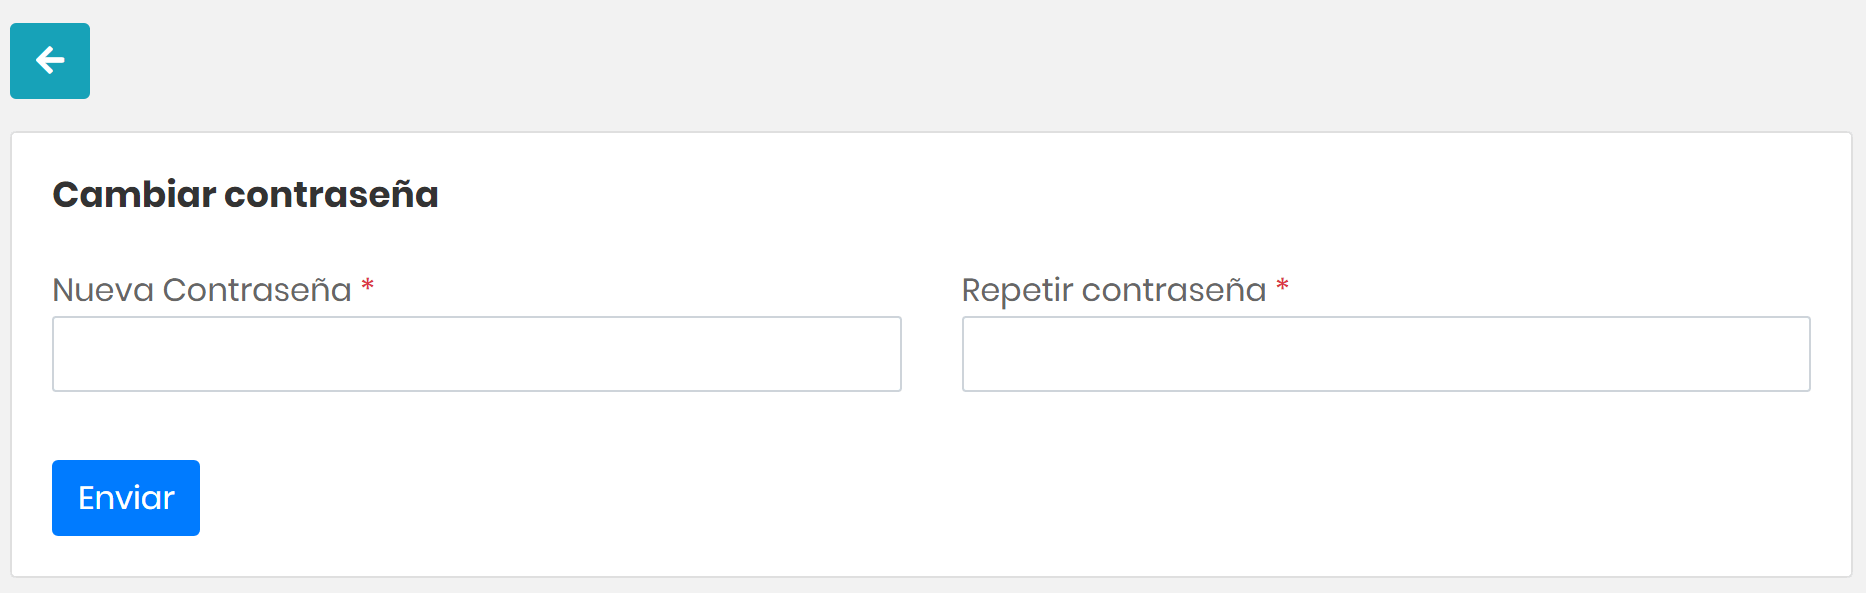 Cambiar contraseña
Nueva Contraseña *
Repetir contraseña *
Enviar